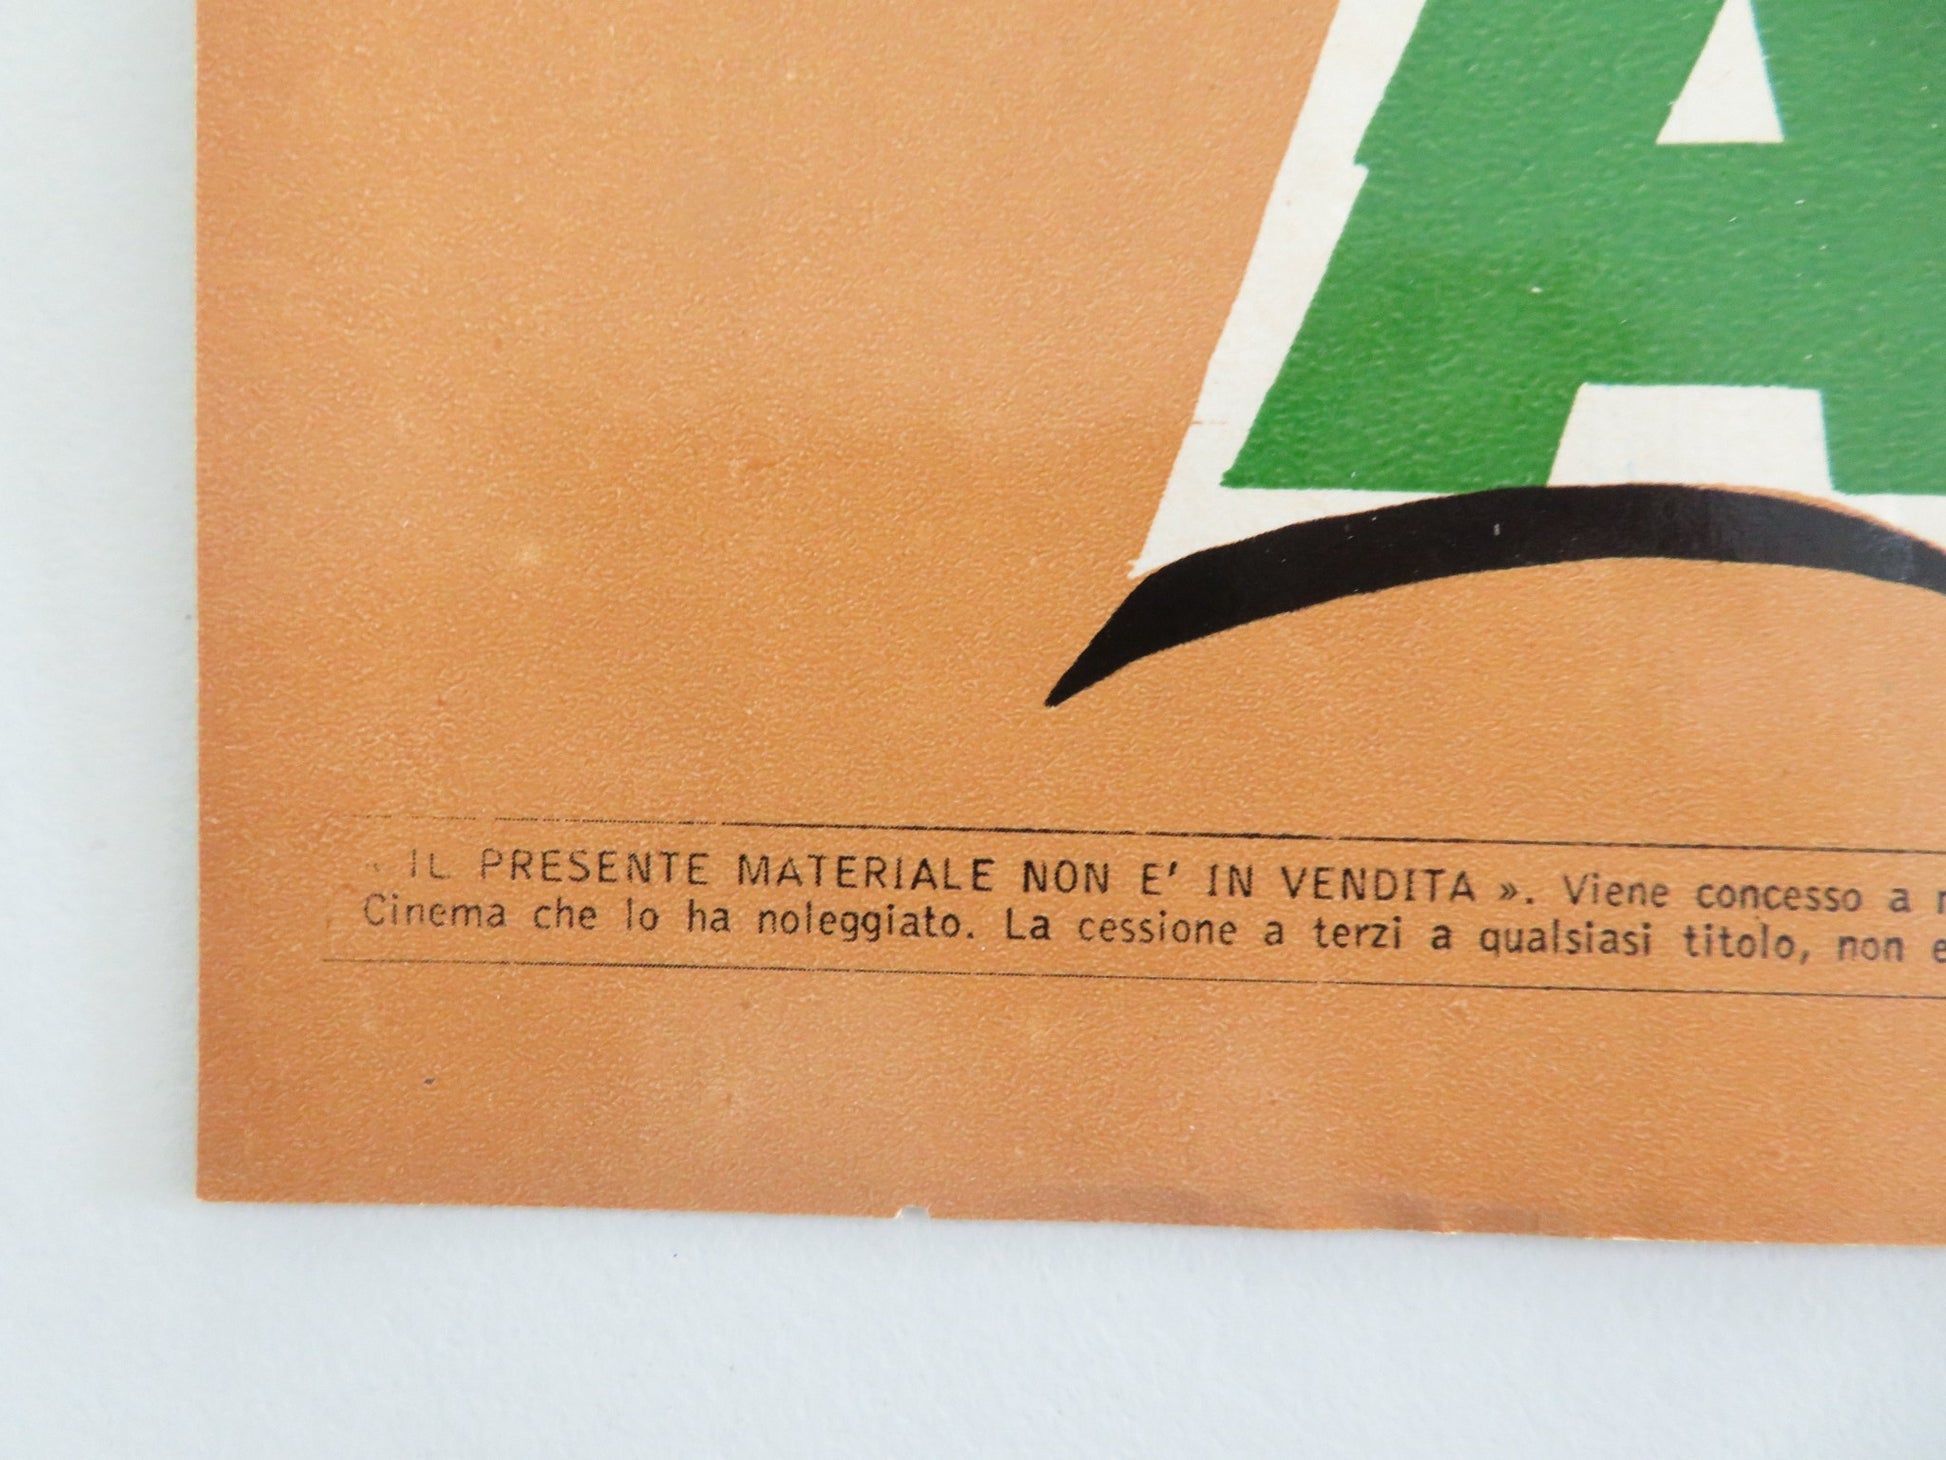 A
« IL PRESENTE MATERIALE NON E' IN VENDITA ». Viene concesso a
Cinema che lo ha noleggiato. La cessione a terzi a qualsiasi titolo, non